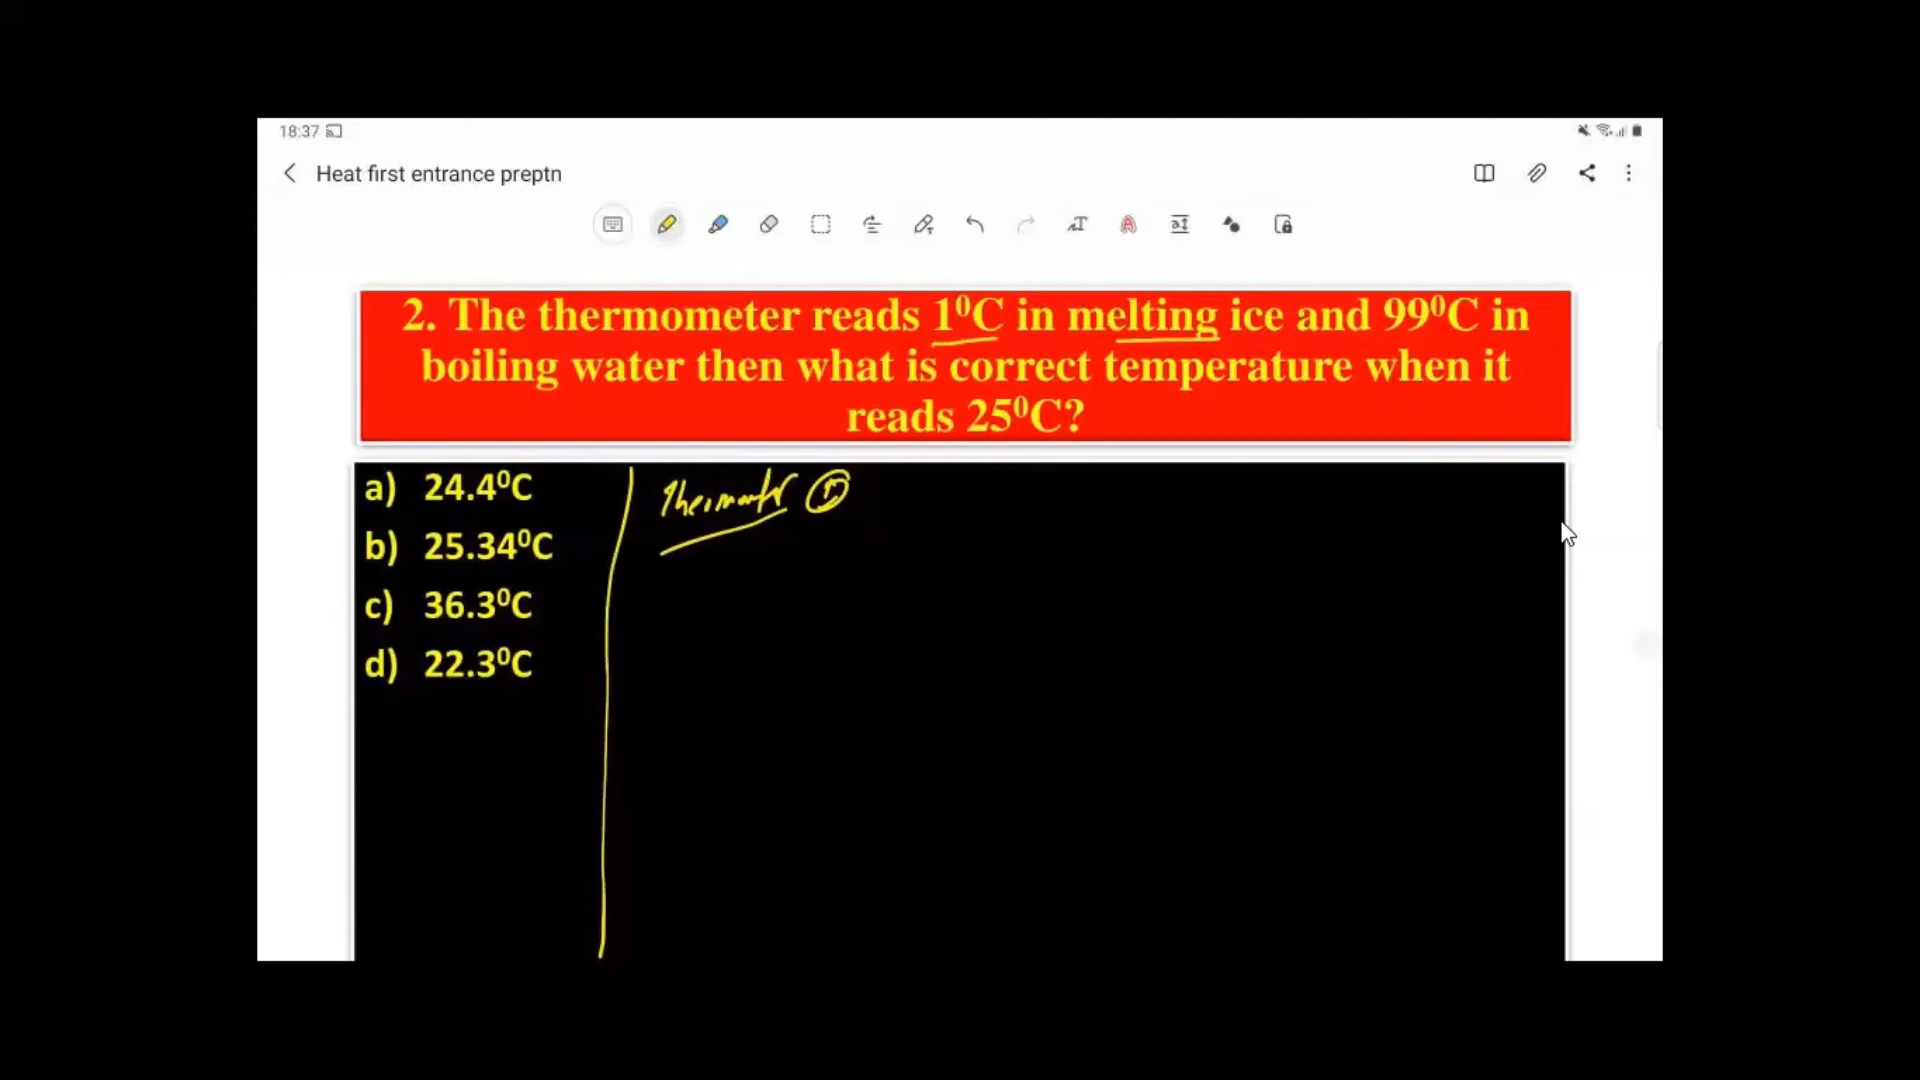 18:37
Heat first entrance preptn
2. The thermometer reads 1⁰C in melting ice and 99⁰C in
boiling water then what is correct temperature when it
reads 25⁰C?
a) 24.4⁰C
b) 25.34⁰C
c) 36.3⁰C
d) 22.3⁰C